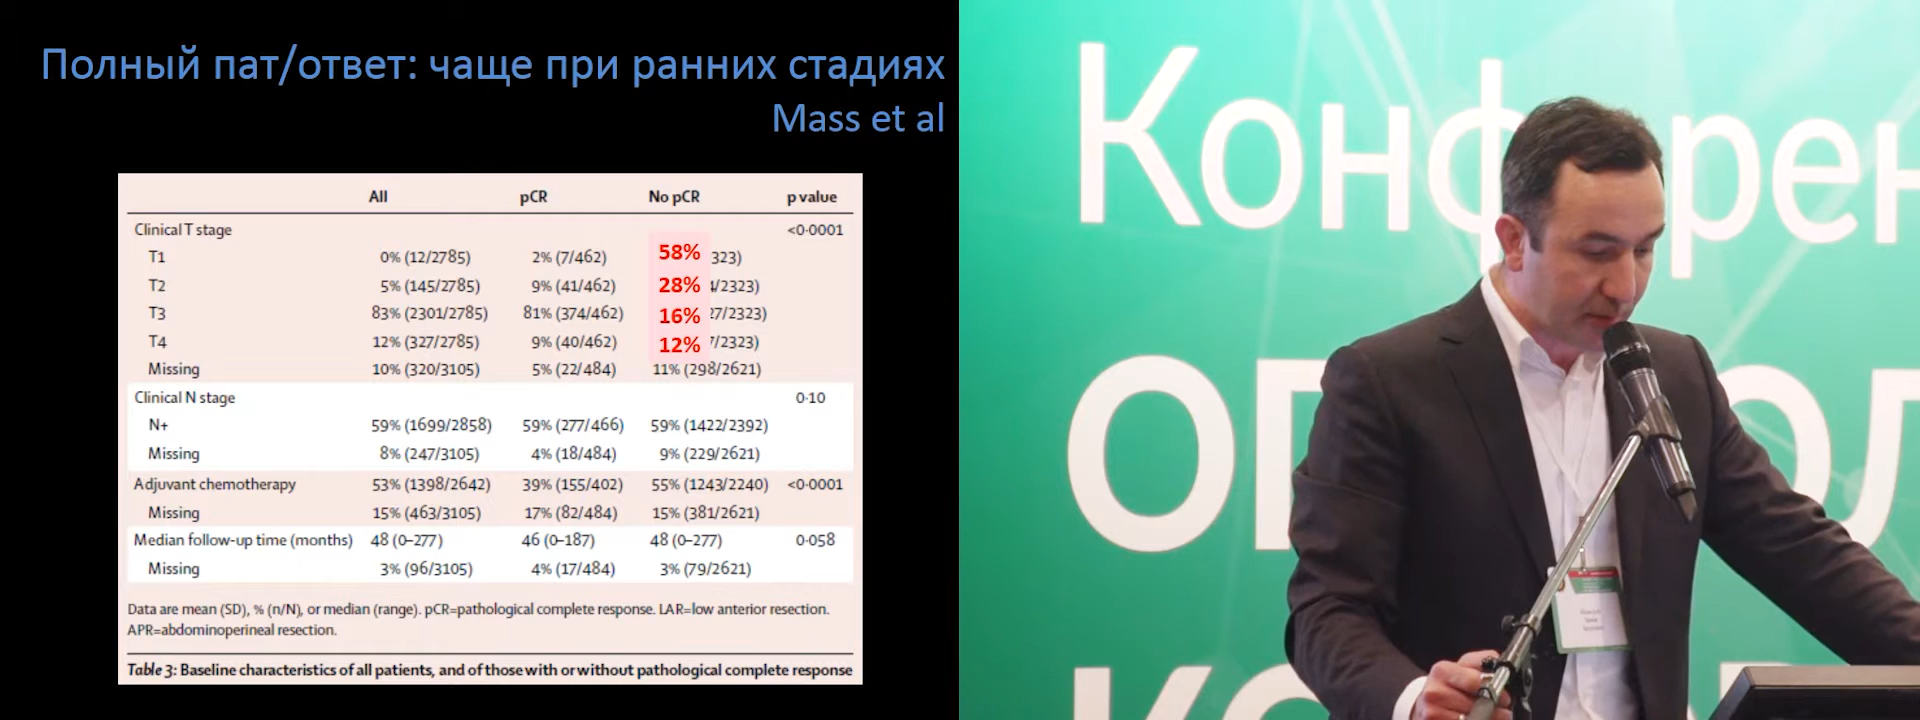 Полный пат/ответ: чаще при ранних стадиях
Mass et al
All pCR No pCR p value
Clinical T stage <0·0001
T1 0% (12/2785) 2% (7/462) 58% 323)
T2 5% (145/2785) 9% (41/462) 28% /2323)
T3 83% (2301/2785) 81% (374/462) 16% 27/2323)
T4 12% (327/2785) 9% (40/462) 12% 7/2323)
Missing 10% (320/3105) 5% (22/484) 11% (298/2621)
Clinical N stage 0·10
N+ 59% (1699/2858) 59% (277/466) 59% (1422/2392)
Missing 8% (247/3105) 4% (18/484) 9% (229/2621)
Adjuvant chemotherapy 53% (1398/2642) 39% (155/402) 55% (1243/2240) <0·0001
Missing 15% (463/3105) 17% (82/484) 15% (381/2621)
Median follow-up time (months) 48 (0–277) 46 (0–187) 48 (0–277) 0·058
Missing 3% (96/3105) 4% (17/484) 3% (79/2621)
Data are mean (SD), % (n/N), or median (range). pCR=pathological complete response. LAR=low anterior resection.
APR=abdominoperineal resection.
Table 3: Baseline characteristics of all patients, and of those with or without pathological complete response
Конферен